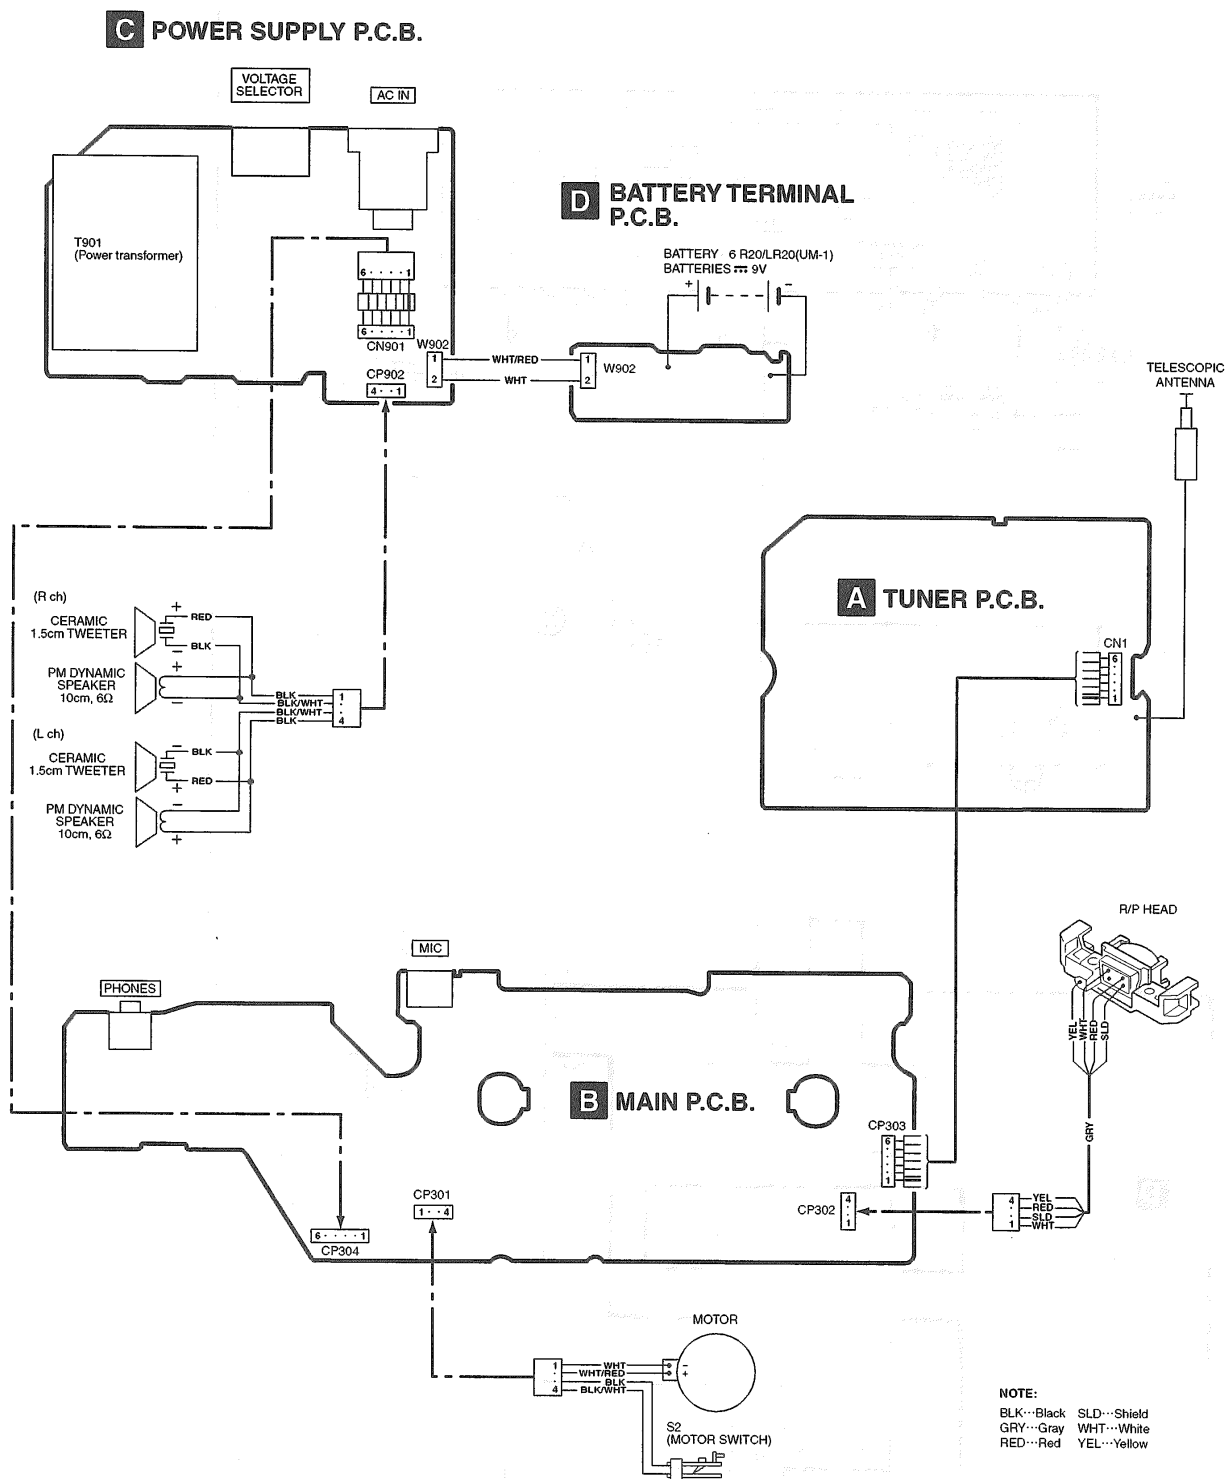 C POWER SUPPLY P.C.B.
VOLTAGE
SELECTOR
AC IN
T901
(Power transformer)
6 · · · · 1
6 · · · · 1
CN901
W902
1
2
CP902
4 · · 1
WHT/RED
WHT
D BATTERY TERMINAL
P.C.B.
BATTERY 6 R20/LR20(UM-1)
BATTERIES ⎓ 9V
+ −
1
2
W902
TELESCOPIC
ANTENNA
A TUNER P.C.B.
CN1
6
1
(R ch)
CERAMIC
1.5cm TWEETER
+
RED
BLK
−
PM DYNAMIC
SPEAKER
10cm, 6Ω
+
−
BLK
BLK/WHT
BLK/WHT
BLK
1
4
(L ch)
CERAMIC
1.5cm TWEETER
−
BLK
RED
+
PM DYNAMIC
SPEAKER
10cm, 6Ω
−
+
R/P HEAD
YEL
WHT
RED
SLD
GRY
MIC
PHONES
B MAIN P.C.B.
CP303
6
1
CP301
1 · · 4
CP302
4
1
4
1
YEL
RED
SLD
WHT
6 · · · · 1
CP304
MOTOR
1
4
WHT
WHT/RED
BLK
BLK/WHT
−
+
S2
(MOTOR SWITCH)
NOTE:
BLK···Black SLD···Shield
GRY···Gray WHT···White
RED···Red YEL···Yellow